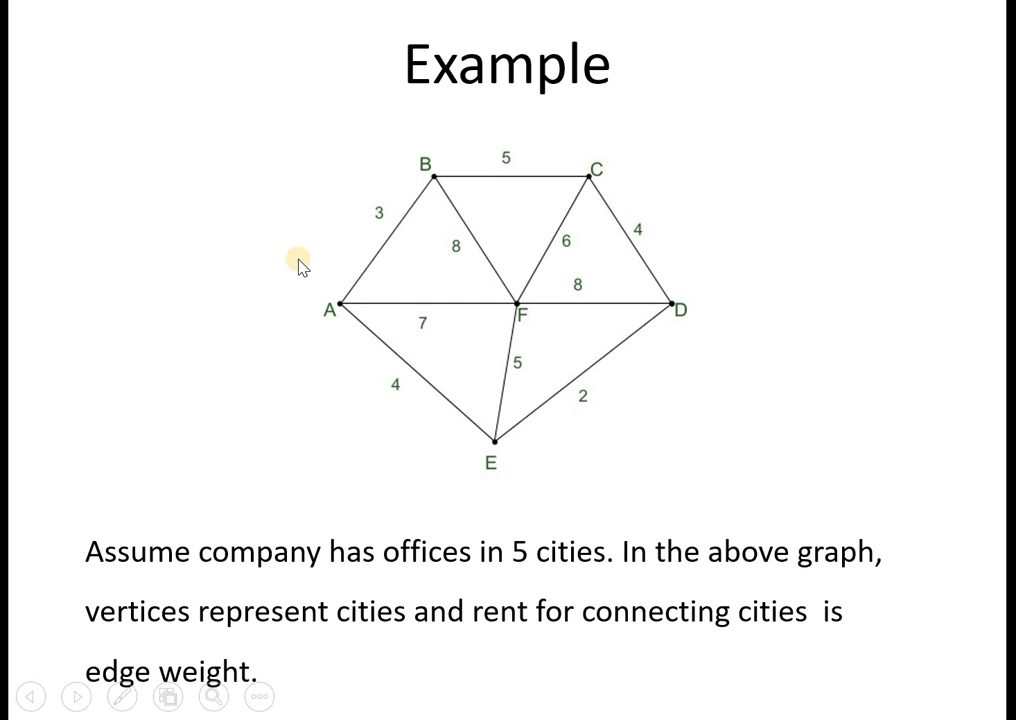 Example
B
5
C
3
8
6
4
8
A
F
D
7
5
4
2
E
Assume company has offices in 5 cities. In the above graph,
vertices represent cities and rent for connecting cities  is
edge weight.